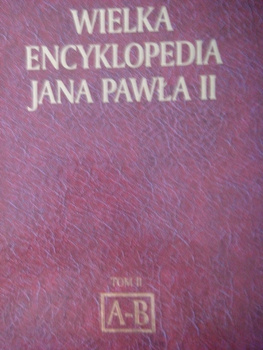 WIELKA
ENCYKLOPEDIA
JANA PAWŁA II
TOM II
A-B